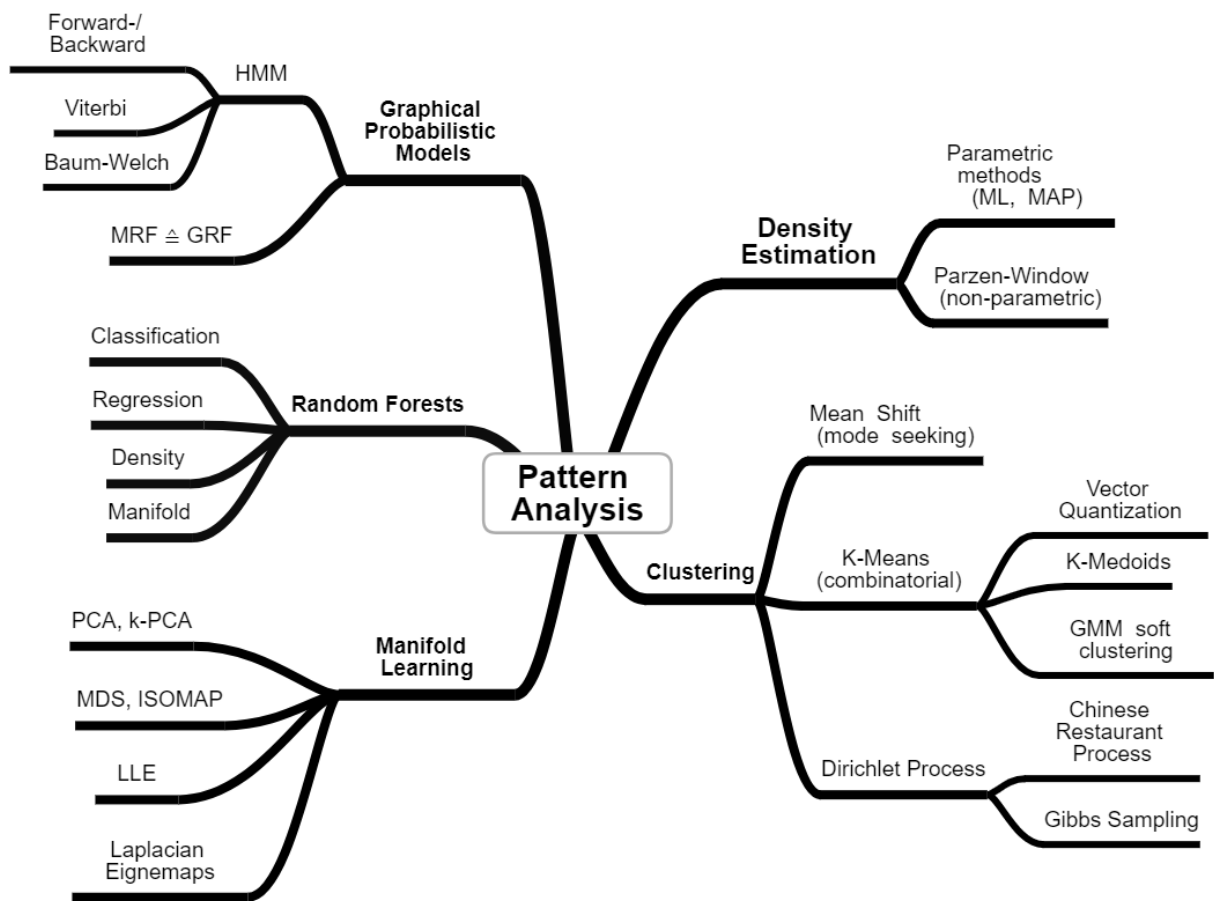 Forward-/
Backward
HMM
Viterbi
Baum-Welch
Graphical
Probabilistic
Models
MRF ≙ GRF
Classification
Regression
Density
Manifold
Random Forests
PCA, k-PCA
MDS, ISOMAP
LLE
Laplacian
Eignemaps
Manifold
Learning
Pattern
Analysis
Density
Estimation
Parametric
methods
(ML, MAP)
Parzen-Window
(non-parametric)
Clustering
Mean Shift
(mode seeking)
K-Means
(combinatorial)
Vector
Quantization
K-Medoids
GMM soft
clustering
Dirichlet Process
Chinese
Restaurant
Process
Gibbs Sampling